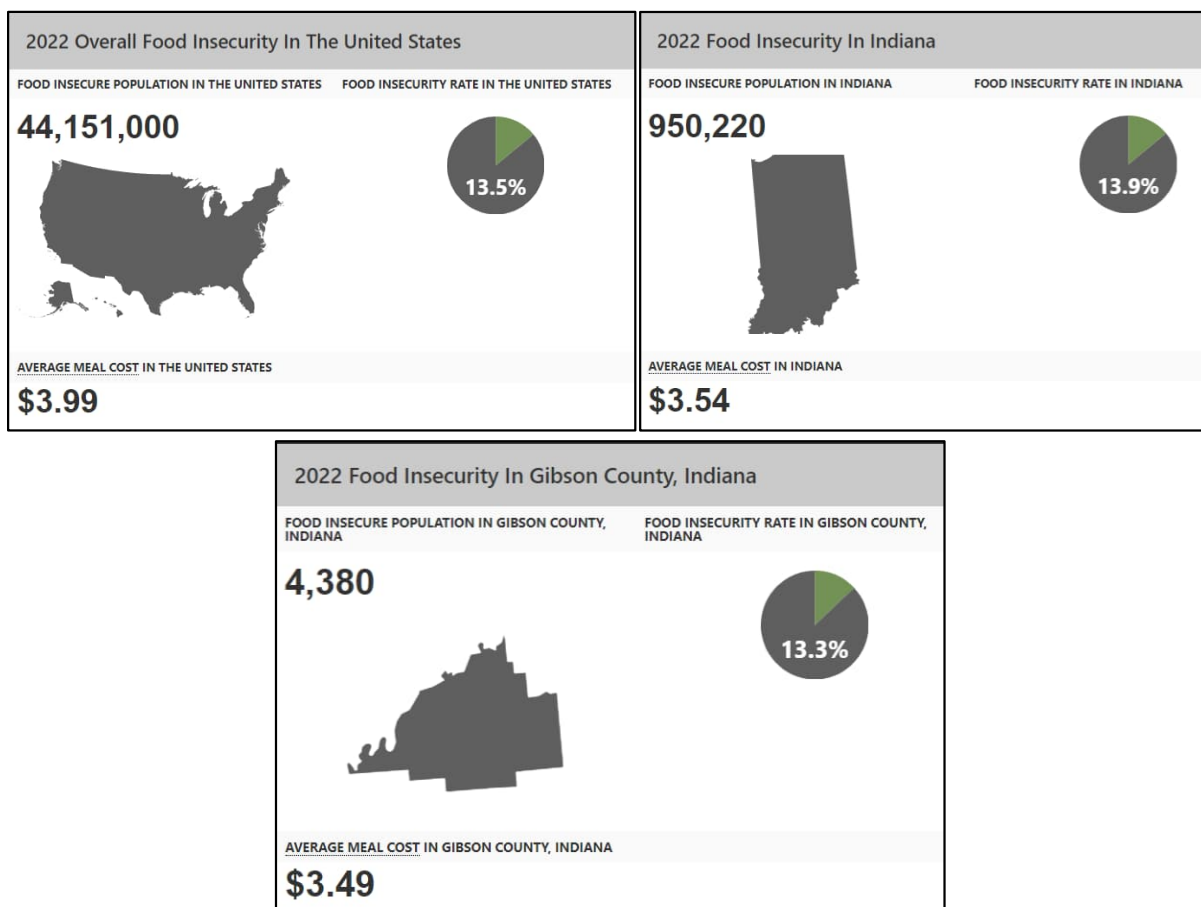 2022 Overall Food Insecurity In The United States
FOOD INSECURE POPULATION IN THE UNITED STATES
44,151,000
FOOD INSECURITY RATE IN THE UNITED STATES
13.5%
AVERAGE MEAL COST IN THE UNITED STATES
$3.99
2022 Food Insecurity In Indiana
FOOD INSECURE POPULATION IN INDIANA
950,220
FOOD INSECURITY RATE IN INDIANA
13.9%
AVERAGE MEAL COST IN INDIANA
$3.54
2022 Food Insecurity In Gibson County, Indiana
FOOD INSECURE POPULATION IN GIBSON COUNTY,
INDIANA
4,380
FOOD INSECURITY RATE IN GIBSON COUNTY,
INDIANA
13.3%
AVERAGE MEAL COST IN GIBSON COUNTY, INDIANA
$3.49